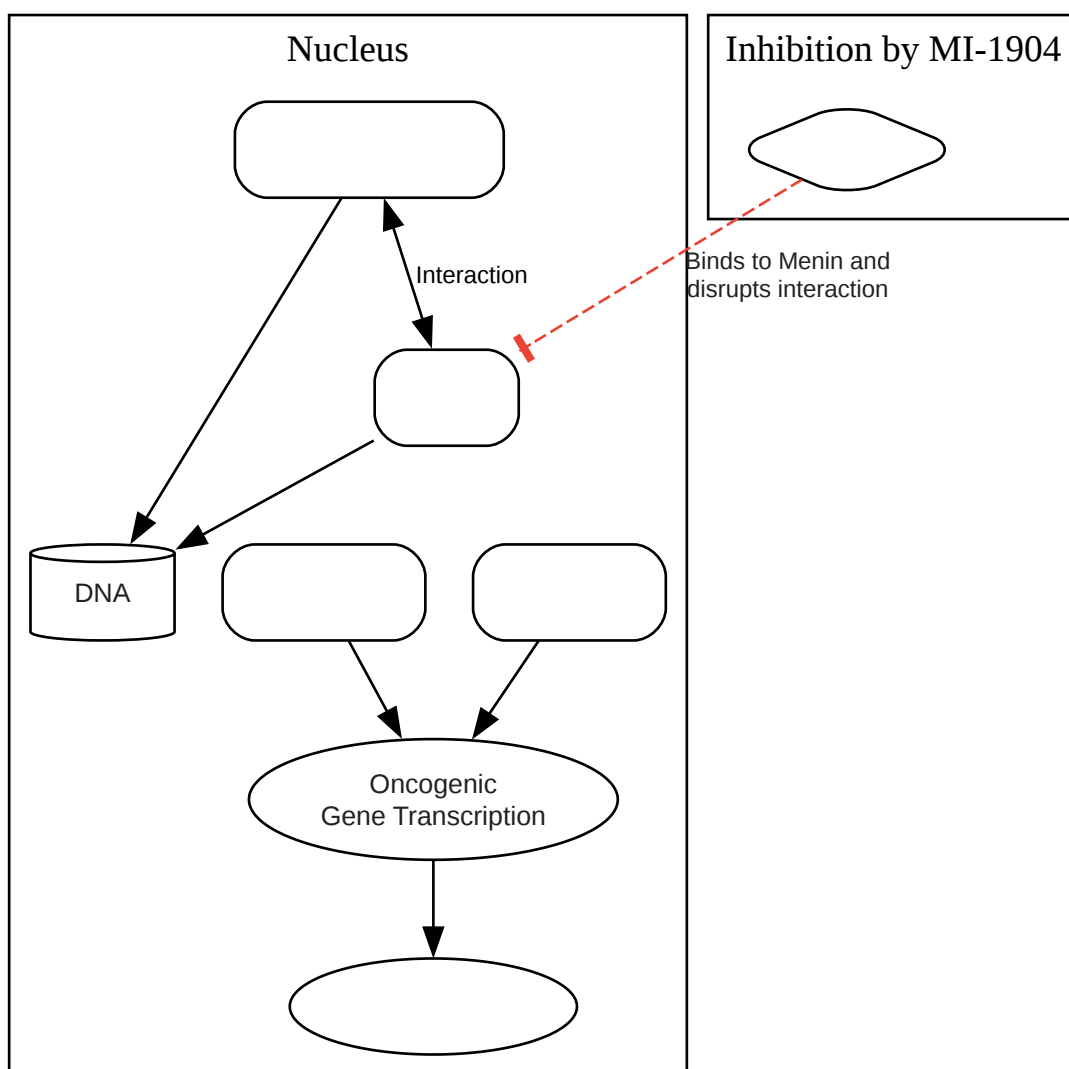 Nucleus
Inhibition by MI-1904
Interaction
Binds to Menin and
disrupts interaction
DNA
Oncogenic
Gene Transcription